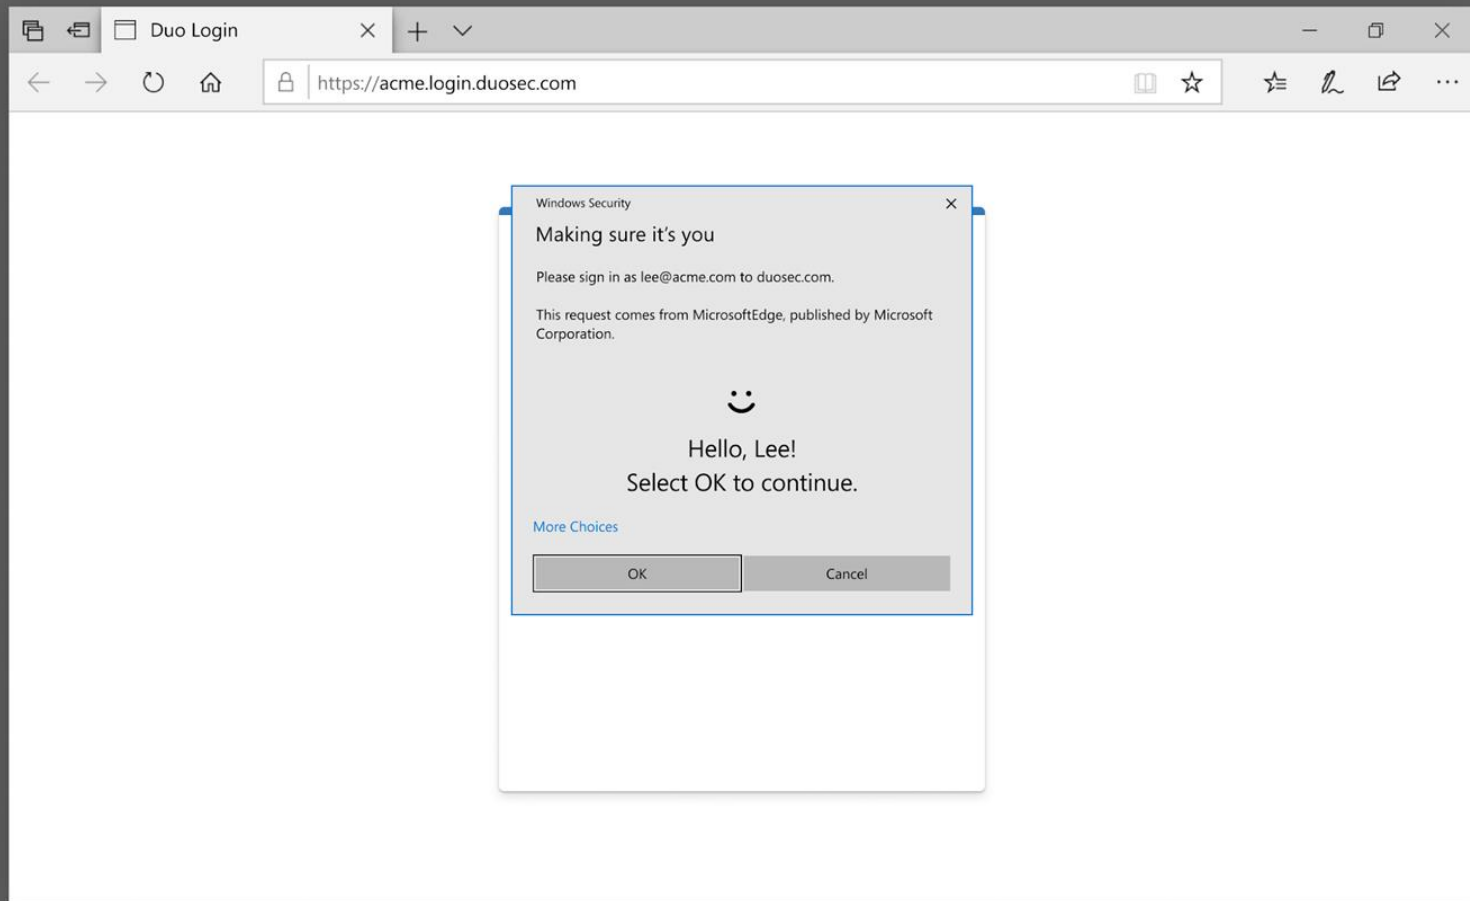 Duo Login
https://acme.login.duosec.com
Windows Security
Making sure it's you
Please sign in as lee@acme.com to duosec.com.
This request comes from MicrosoftEdge, published by Microsoft
Corporation.
Hello, Lee!
Select OK to continue.
More Choices
OK
Cancel